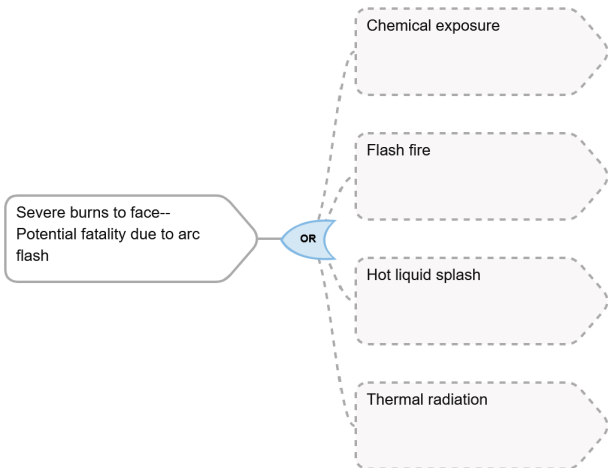 Severe burns to face--
Potential fatality due to arc
flash
OR
Chemical exposure
Flash fire
Hot liquid splash
Thermal radiation